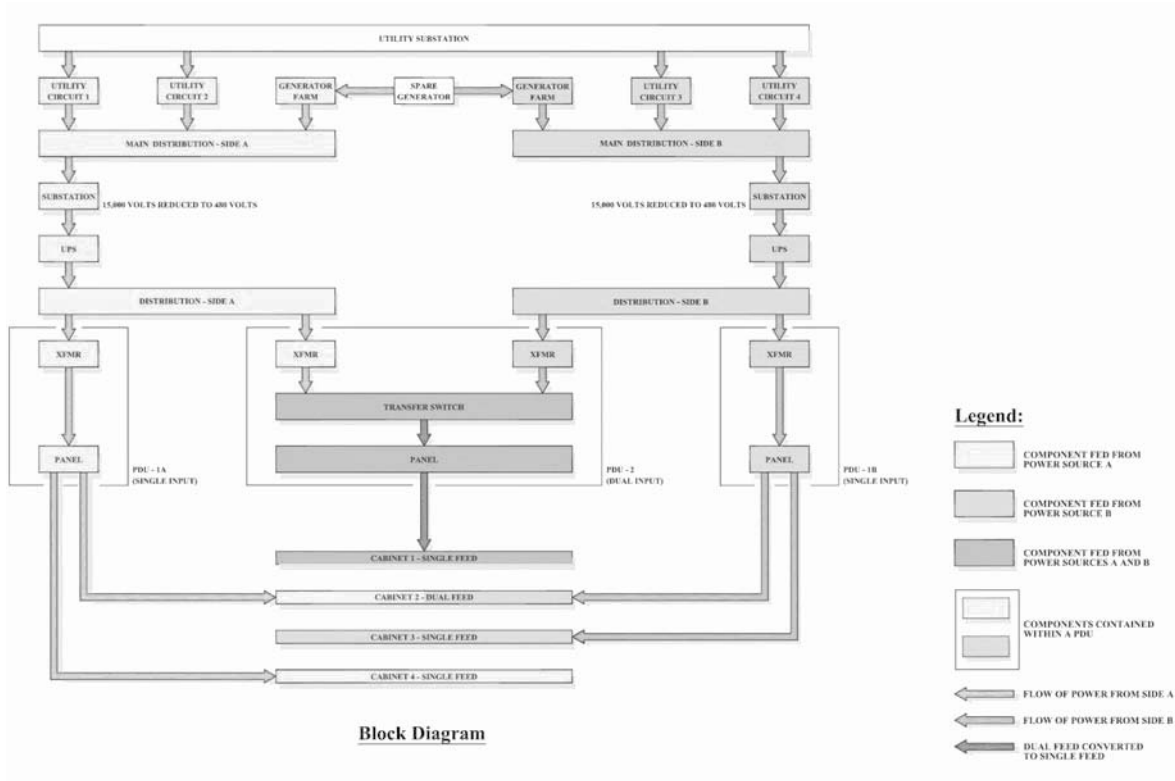 UTILITY SUBSTATION
UTILITY
CIRCUIT 1
UTILITY
CIRCUIT 2
GENERATOR
FARM
SPARE
GENERATOR
GENERATOR
FARM
UTILITY
CIRCUIT 3
UTILITY
CIRCUIT 4
MAIN DISTRIBUTION - SIDE A
MAIN DISTRIBUTION - SIDE B
SUBSTATION
15,000 VOLTS REDUCED TO 480 VOLTS
15,000 VOLTS REDUCED TO 480 VOLTS
SUBSTATION
UPS
UPS
DISTRIBUTION - SIDE A
DISTRIBUTION - SIDE B
XFMR
XFMR
XFMR
XFMR
TRANSFER SWITCH
PANEL
PANEL
PANEL
PDU - 1A
(SINGLE INPUT)
PDU - 2
(DUAL INPUT)
PDU - 1B
(SINGLE INPUT)
CABINET 1 - SINGLE FEED
CABINET 2 - DUAL FEED
CABINET 3 - SINGLE FEED
CABINET 4 - SINGLE FEED
Block Diagram
Legend:
COMPONENT FED FROM
POWER SOURCE A
COMPONENT FED FROM
POWER SOURCE B
COMPONENT FED FROM
POWER SOURCES A AND B
COMPONENTS CONTAINED
WITHIN A PDU
FLOW OF POWER FROM SIDE A
FLOW OF POWER FROM SIDE B
DUAL FEED CONVERTED
TO SINGLE FEED